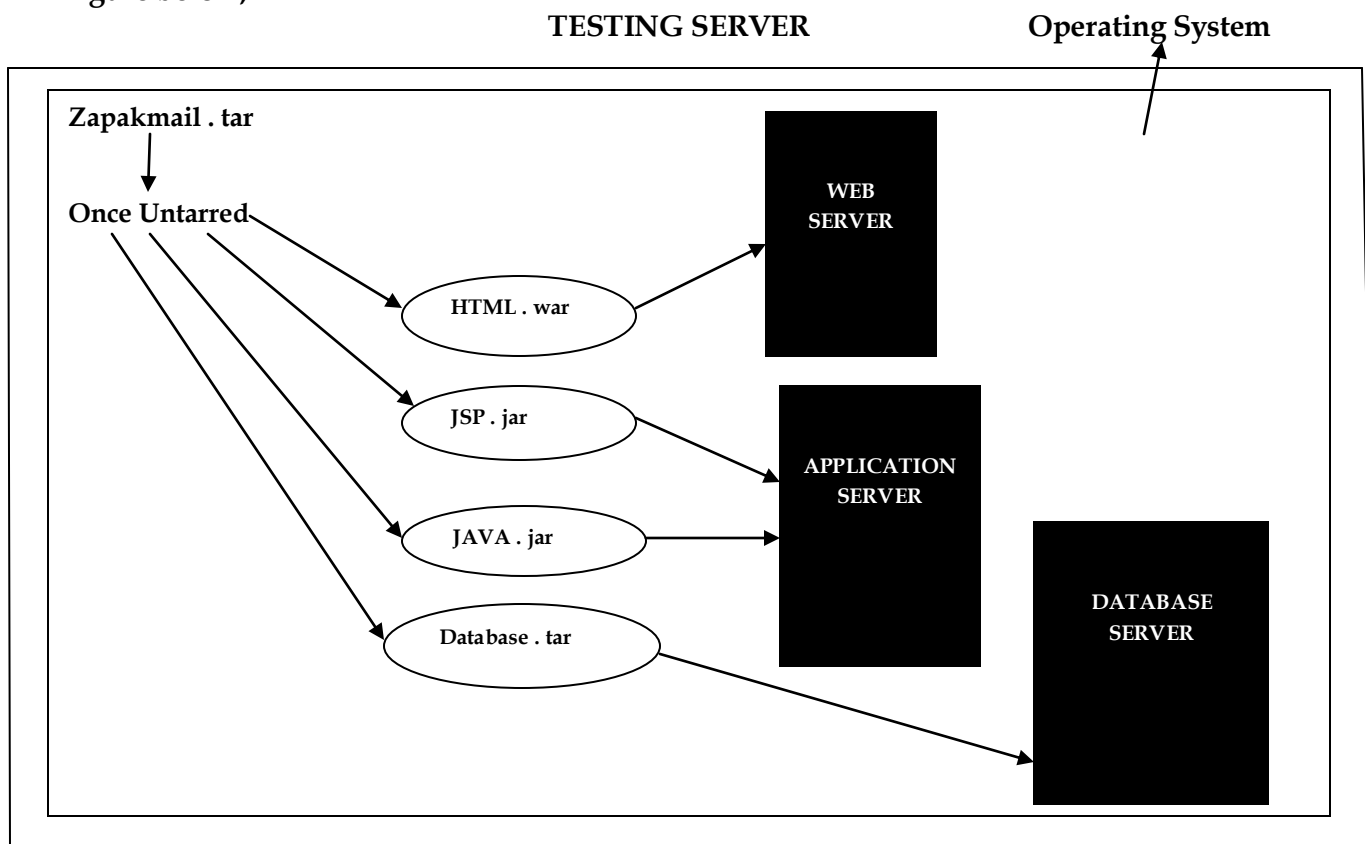 TESTING SERVER
Operating System
Zapakmail . tar
Once Untarred
WEB
SERVER
HTML . war
JSP . jar
APPLICATION
SERVER
JAVA . jar
DATABASE
SERVER
Database . tar